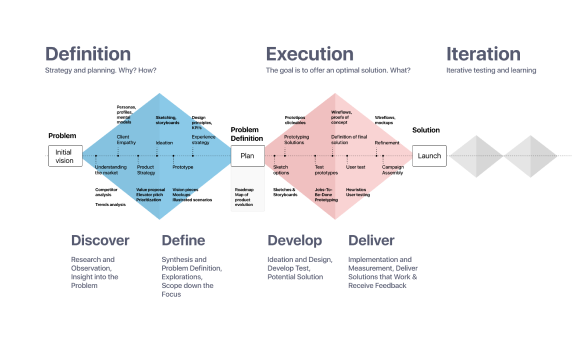 Definition
Strategy and planning. Why? How?
Execution
The goal is to offer an optimal solution. What?
Iteration
Iterative testing and learning
Problem
Initial
vision
Personas,
profiles,
mental
models
Sketching,
storyboards
Design
principles,
KPI's
Client
Empathy
Ideation
Experience
strategy
Understanding
the market
Product
Strategy
Prototype
Competitor
analysis
Trends analysis
Value proposal
Elevator pitch
Prioritization
Vision pieces
Mockups
Illustrated scenarios
Problem
Definition
Plan
Roadmap
Map of
product
evolution
Prototipos
clickeables
Wireflows,
proofs of
concept
Wireflows,
mockups
Prototyping
Solutions
Definition of final
solution
Refinement
Sketch
options
Test
prototypes
User test
Campaign
Assembly
Sketches &
Storyboards
Jobs-To-
Be-Done
Prototyping
Heuristics
User testing
Solution
Launch
Discover
Research and
Observation,
Insight into the
Problem
Define
Synthesis and
Problem Definition,
Explorations,
Scope down the
Focus
Develop
Ideation and Design,
Develop Test,
Potential Solution
Deliver
Implementation and
Measurement, Deliver
Solutions that Work &
Receive Feedback